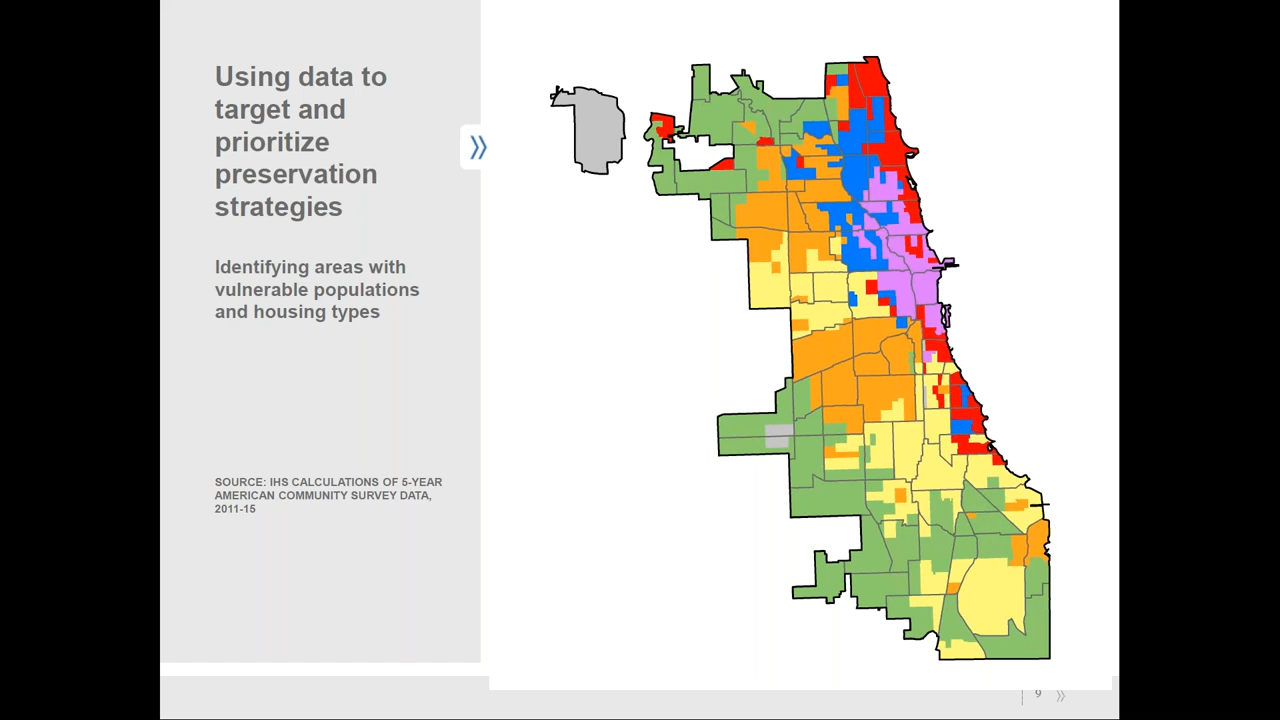 Using data to
target and
prioritize
preservation
strategies
Identifying areas with
vulnerable populations
and housing types
SOURCE: IHS CALCULATIONS OF 5-YEAR
AMERICAN COMMUNITY SURVEY DATA,
2011-15
9